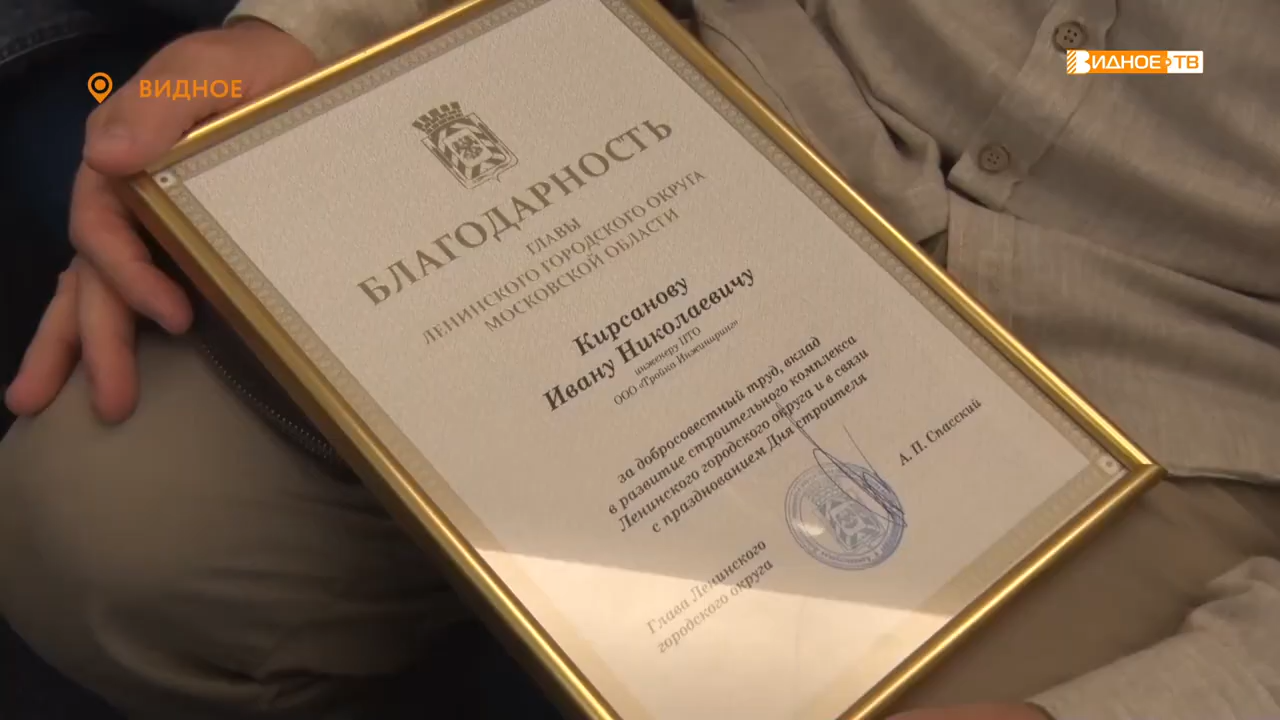 ВИДНОЕ
ВИДНОЕ ТВ
БЛАГОДАРНОСТЬ
ГЛАВЫ
ЛЕНИНСКОГО ГОРОДСКОГО ОКРУГА
МОСКОВСКОЙ ОБЛАСТИ
Кирсанову
Ивану Николаевичу
инженеру ПТО
ООО «Тройка Инжиниринг»
за добросовестный труд, вклад
в развитие строительного комплекса
Ленинского городского округа и в связи
с празднованием Дня строителя
А. П. Спасский
Глава Ленинского
городского округа